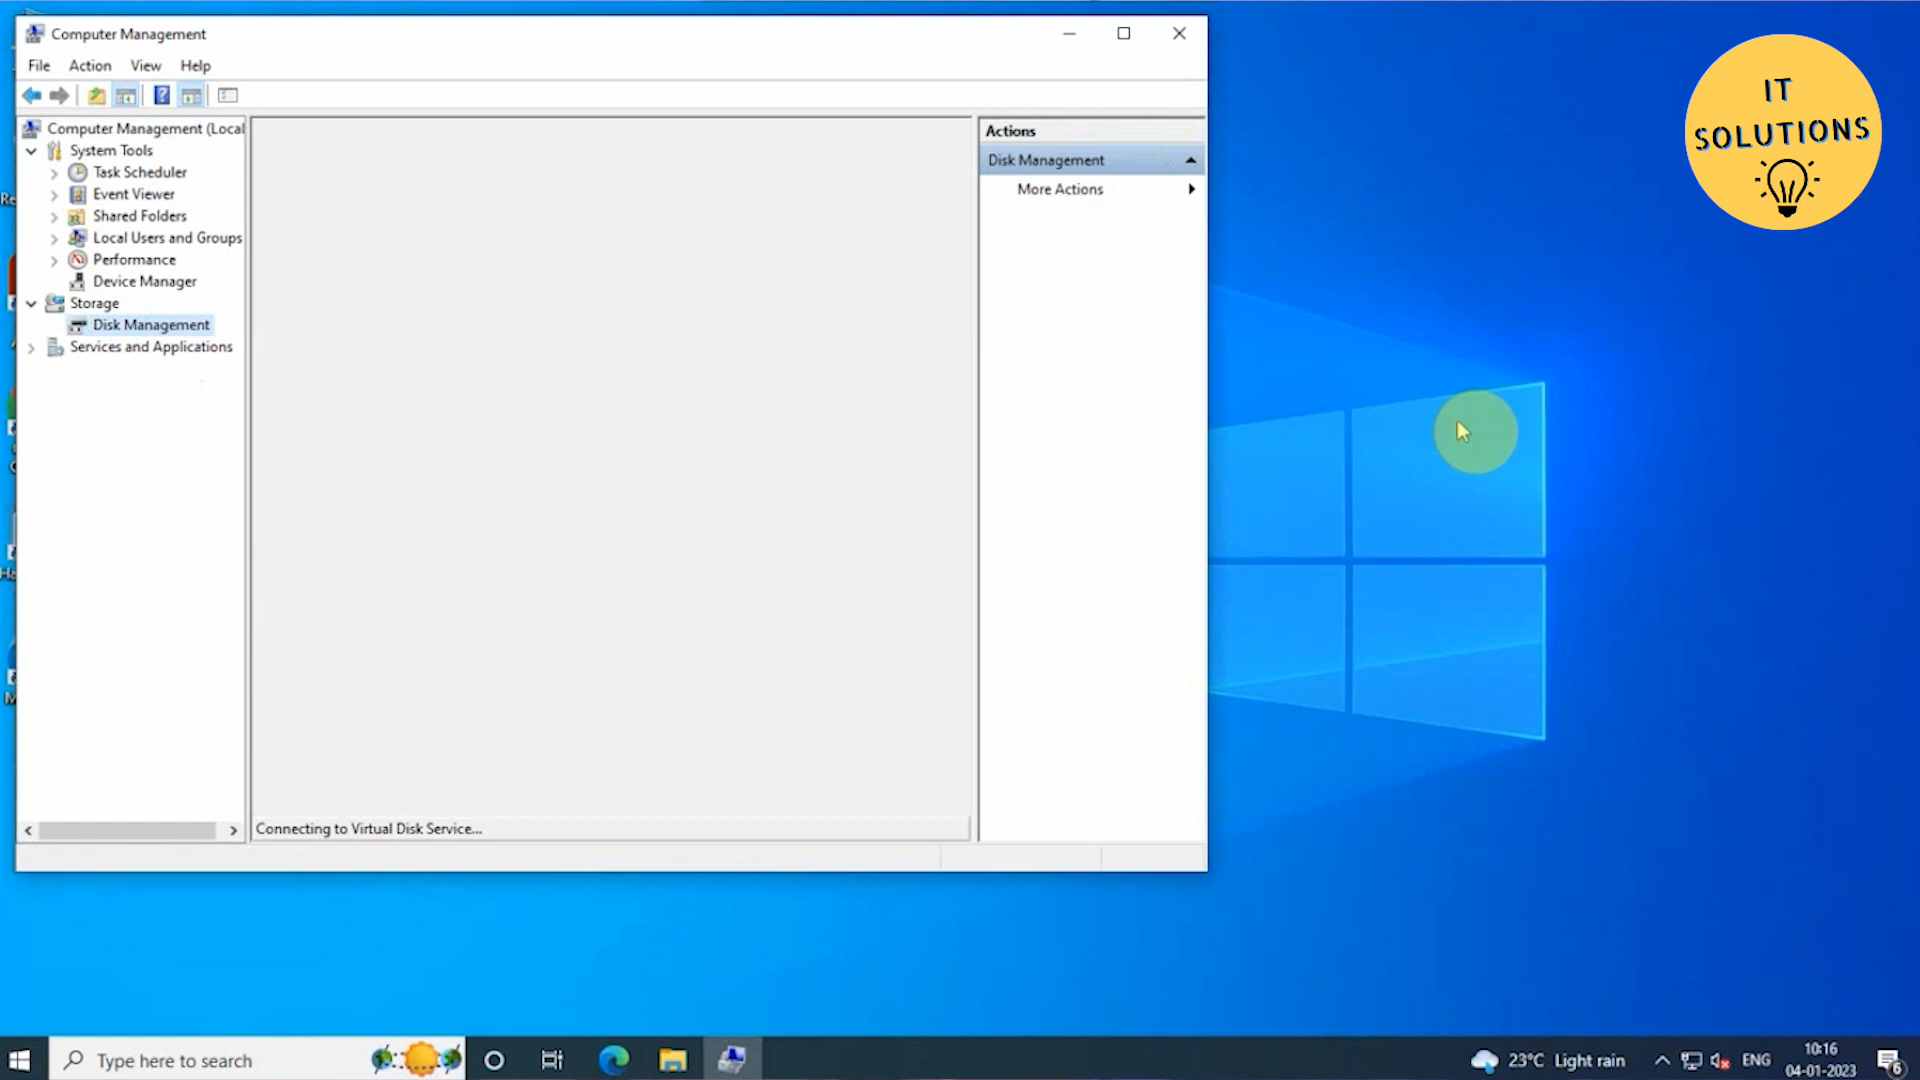 Computer Management
File Action View Help
Computer Management (Local
System Tools
Task Scheduler
Event Viewer
Shared Folders
Local Users and Groups
Performance
Device Manager
Storage
Disk Management
Services and Applications
Connecting to Virtual Disk Service...
Actions
Disk Management
More Actions
IT
SOLUTIONS
Type here to search
23°C Light rain
ENG
10:16
04-01-2023
6